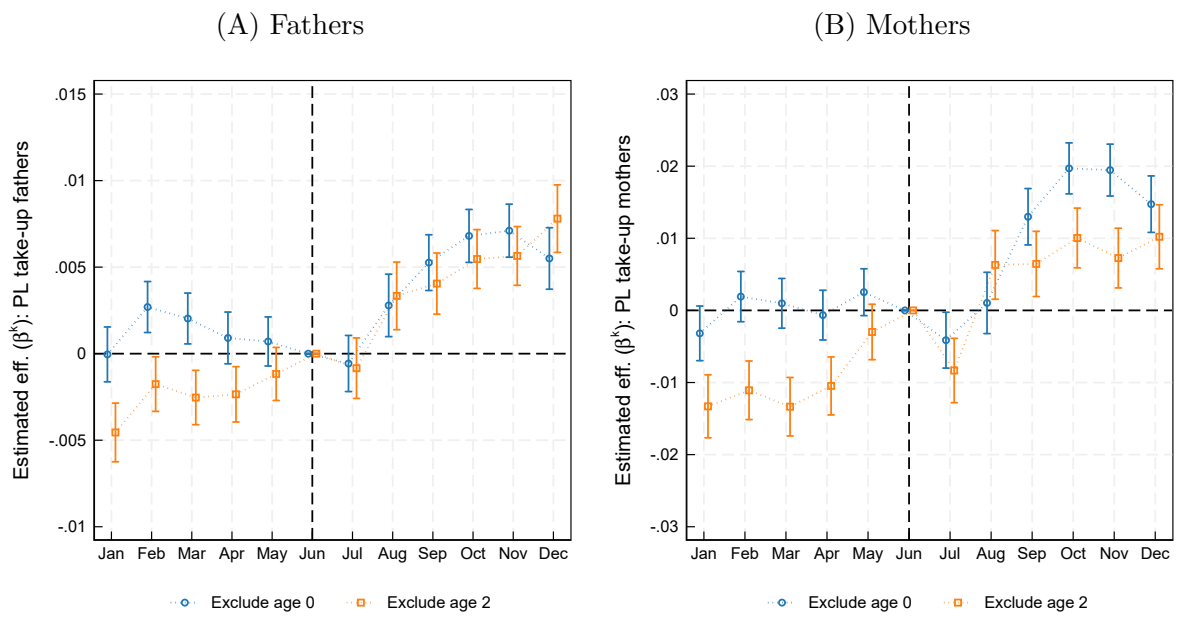 (A) Fathers
Estimated eff. (βᵏ): PL take-up fathers
.015
.01
.005
0
-.005
-.01
Jan Feb Mar Apr May Jun Jul Aug Sep Oct Nov Dec
Exclude age 0 Exclude age 2
(B) Mothers
Estimated eff. (βᵏ): PL take-up mothers
.03
.02
.01
0
-.01
-.02
-.03
Jan Feb Mar Apr May Jun Jul Aug Sep Oct Nov Dec
Exclude age 0 Exclude age 2